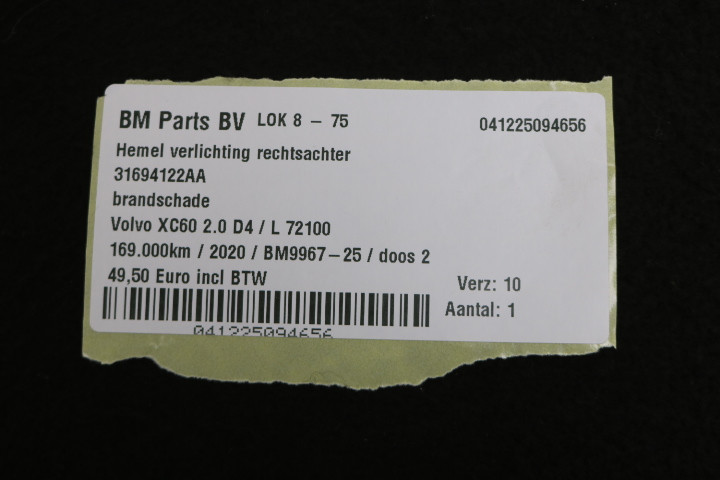 BM Parts BV LOK 8 - 75 041225094656
Hemel verlichting rechtsachter
31694122AA
brandschade
Volvo XC60 2.0 D4 / L 72100
169.000km / 2020 / BM9967-25 / doos 2
49,50 Euro incl BTW
Verz: 10
Aantal: 1
041225094656